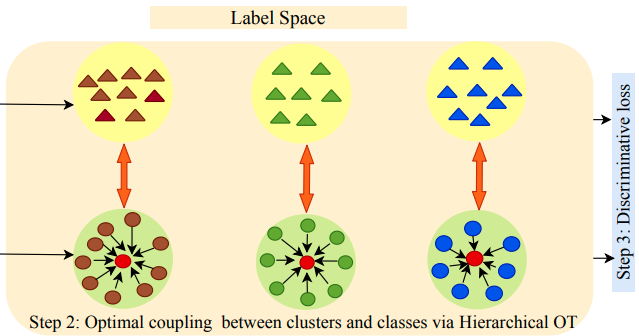 Label Space
Step 3: Discriminative loss
Step 2: Optimal coupling between clusters and classes via Hierarchical OT